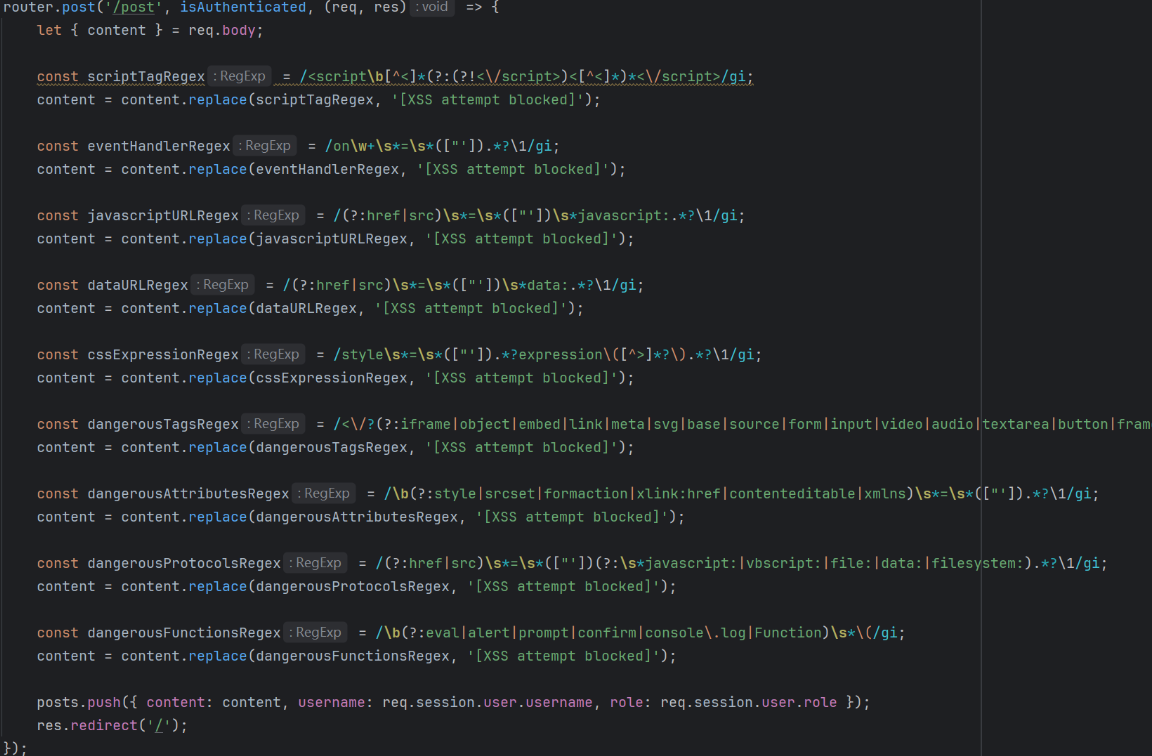 router.post('/post', isAuthenticated, (req, res) : void => {
let { content } = req.body;
const scriptTagRegex : RegExp = /<script\b[^<]*(?:(?!<\/script>)<[^<]*)*<\/script>/gi;
content = content.replace(scriptTagRegex, '[XSS attempt blocked]');
const eventHandlerRegex : RegExp = /on\w+\s*=\s*(["']).*?\1/gi;
content = content.replace(eventHandlerRegex, '[XSS attempt blocked]');
const javascriptURLRegex : RegExp = /(?:href|src)\s*=\s*(["'])\s*javascript:.*?\1/gi;
content = content.replace(javascriptURLRegex, '[XSS attempt blocked]');
const dataURLRegex : RegExp = /(?:href|src)\s*=\s*(["'])\s*data:.*?\1/gi;
content = content.replace(dataURLRegex, '[XSS attempt blocked]');
const cssExpressionRegex : RegExp = /style\s*=\s*(["']).*?expression\([^>]*?\).*?\1/gi;
content = content.replace(cssExpressionRegex, '[XSS attempt blocked]');
const dangerousTagsRegex : RegExp = /<\/?(?:iframe|object|embed|link|meta|svg|base|source|form|input|video|audio|textarea|button|fram
content = content.replace(dangerousTagsRegex, '[XSS attempt blocked]');
const dangerousAttributesRegex : RegExp = /\b(?:style|srcset|formaction|xlink:href|contenteditable|xmlns)\s*=\s*(["']).*?\1/gi;
content = content.replace(dangerousAttributesRegex, '[XSS attempt blocked]');
const dangerousProtocolsRegex : RegExp = /(?:href|src)\s*=\s*(["'])(?:\s*javascript:|vbscript:|file:|data:|filesystem:).*?\1/gi;
content = content.replace(dangerousProtocolsRegex, '[XSS attempt blocked]');
const dangerousFunctionsRegex : RegExp = /\b(?:eval|alert|prompt|confirm|console\.log|Function)\s*\(/gi;
content = content.replace(dangerousFunctionsRegex, '[XSS attempt blocked]');
posts.push({ content: content, username: req.session.user.username, role: req.session.user.role });
res.redirect('/');
});